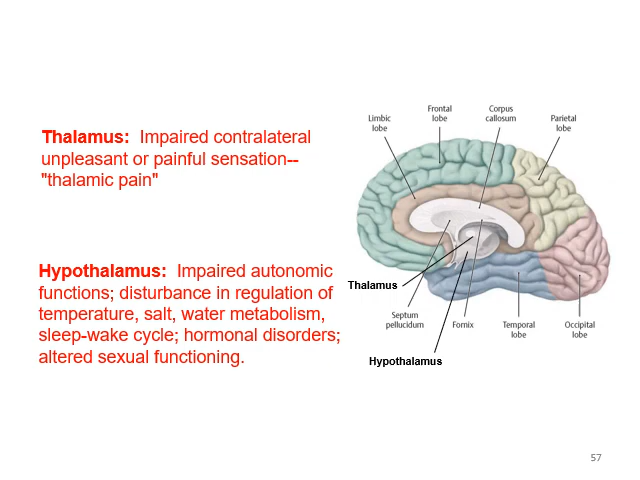 Thalamus: Impaired contralateral
unpleasant or painful sensation--
"thalamic pain"
Hypothalamus: Impaired autonomic
functions; disturbance in regulation of
temperature, salt, water metabolism,
sleep-wake cycle; hormonal disorders;
altered sexual functioning.
Limbic
lobe
Frontal
lobe
Corpus
callosum
Parietal
lobe
Thalamus
Septum
pellucidum
Fornix
Temporal
lobe
Occipital
lobe
Hypothalamus
57